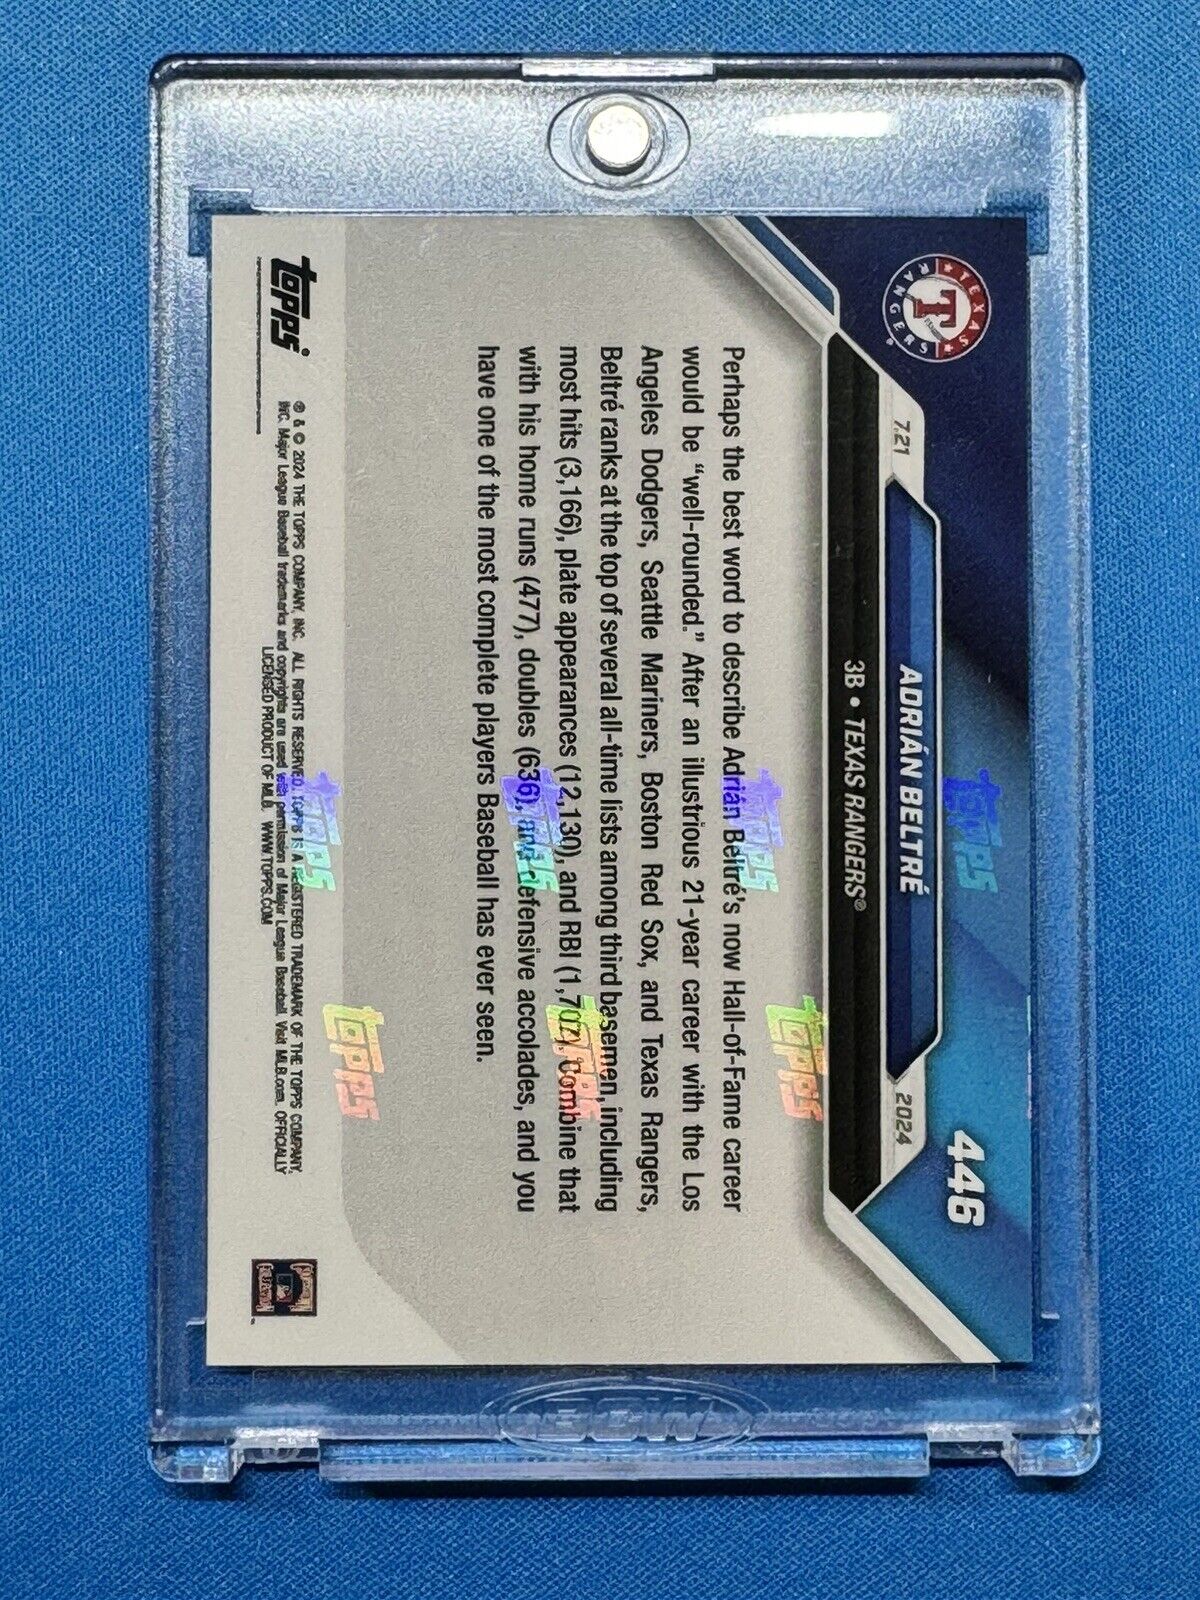 TEXAS RANGERS
T
446
7.21
ADRIÁN BELTRÉ
2024
3B • TEXAS RANGERS®
Perhaps the best word to describe Adrián Beltré's now Hall-of-Fame career
would be “well-rounded.” After an illustrious 21-year career with the Los
Angeles Dodgers, Seattle Mariners, Boston Red Sox, and Texas Rangers,
Beltré ranks at the top of several all-time lists among third basemen, including
most hits (3,166), plate appearances (12,130), and RBI (1,707). Combine that
with his home runs (477), doubles (636), and defensive accolades, and you
have one of the most complete players Baseball has ever seen.
topps
topps
topps
topps
topps
topps
topps
topps®
® & © 2024 THE TOPPS COMPANY, INC. ALL RIGHTS RESERVED. TOPPS IS A REGISTERED TRADEMARK OF THE TOPPS COMPANY,
INC. Major League Baseball trademarks and copyrights are used with permission of Major League Baseball. Visit MLB.com. OFFICIALLY
LICENSED PRODUCT OF MLB. WWW.TOPPS.COM